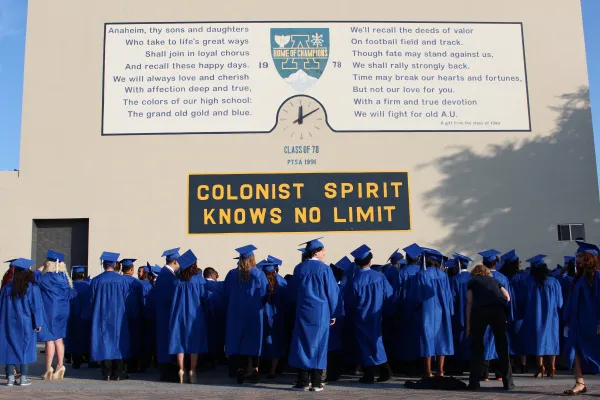 Anaheim, thy sons and daughters
Who take to life's great ways
Shall join in loyal chorus
And recall these happy days.
We will always love and cherish
With affection deep and true,
The colors of our high school:
The grand old gold and blue.
19
HOME OF CHAMPIONS
A
78
We'll recall the deeds of valor
On football field and track.
Though fate may stand against us,
We shall rally strongly back.
Time may break our hearts and fortunes,
But not our love for you.
With a firm and true devotion
We will fight for old A.U.
A gift from the class of
CLASS OF 78
PTSA
COLONIST SPIRIT
KNOWS NO LIMIT